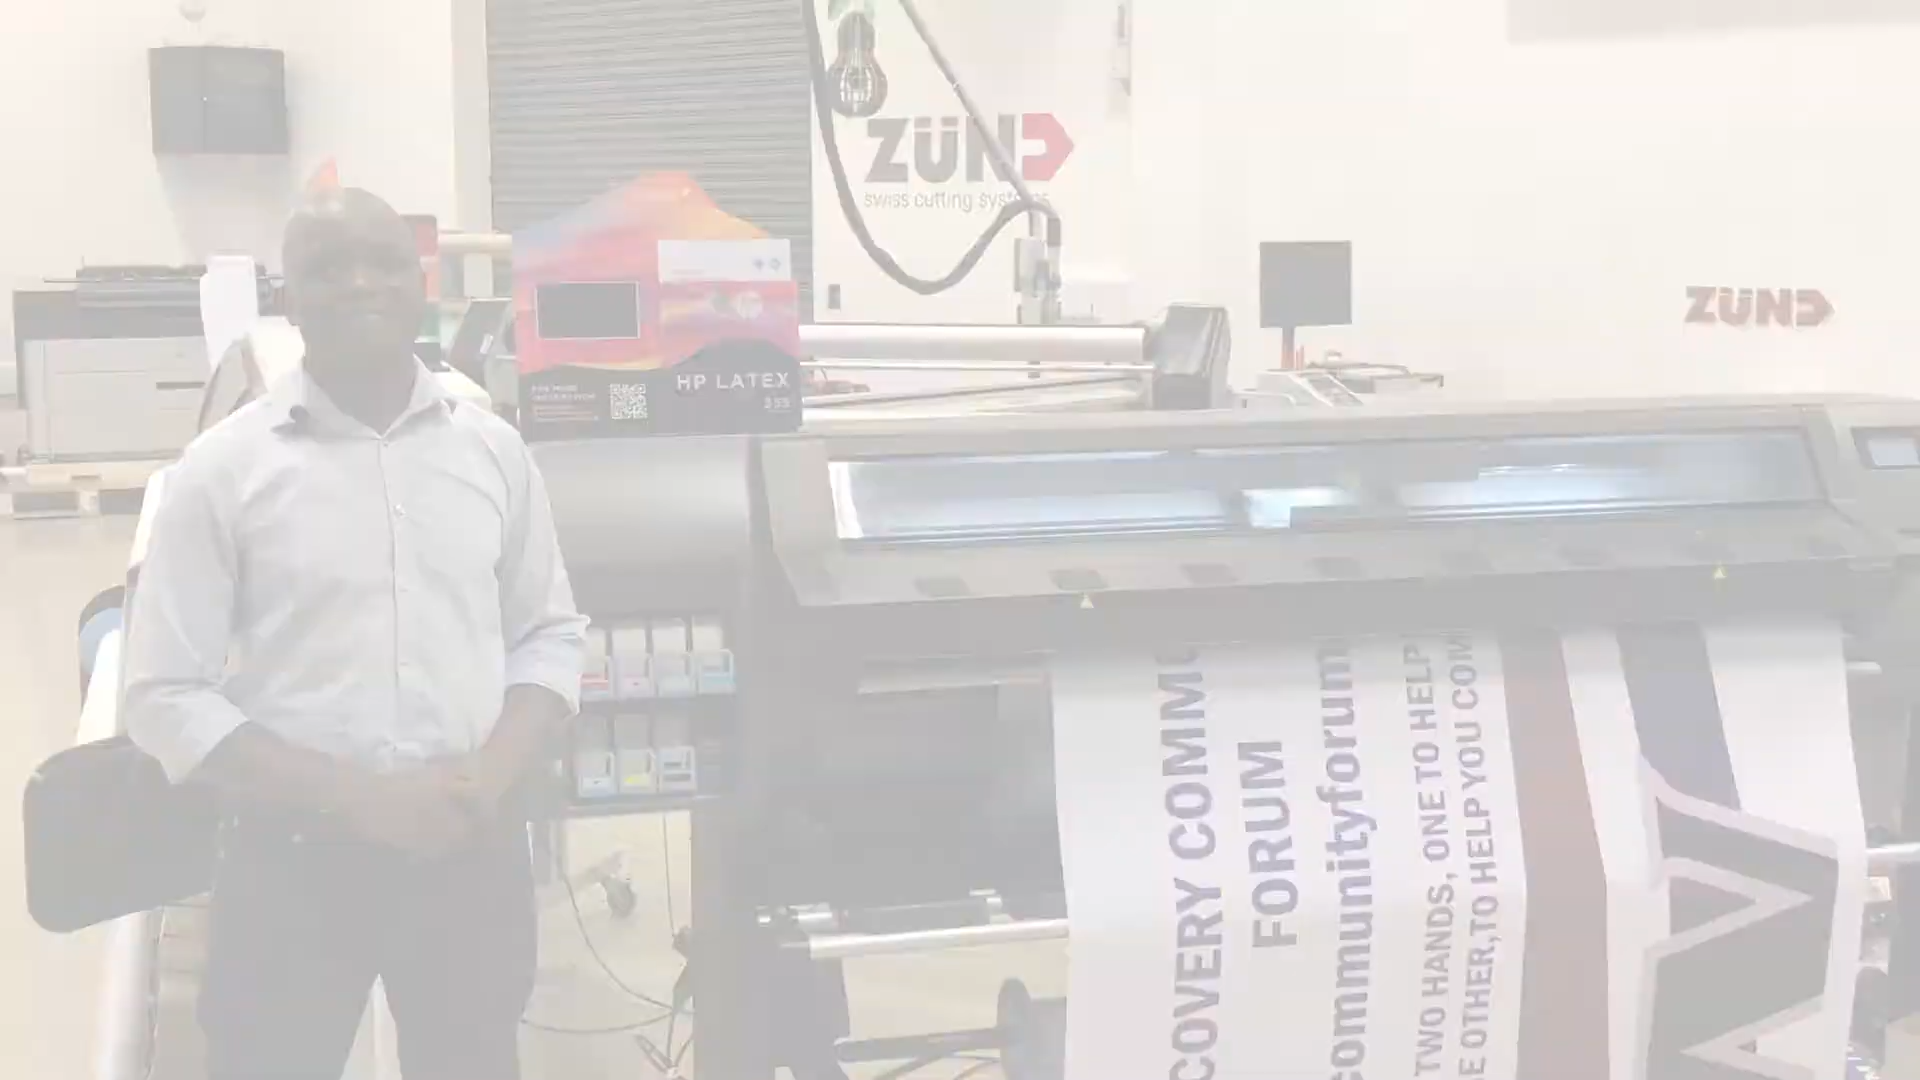 ZÜND
swiss cutting systems
ZÜND
HP LATEX
COVERY COMMU
FORUM
communityforum
TWO HANDS, ONE TO HELP
E OTHER,TO HELP YOU COM